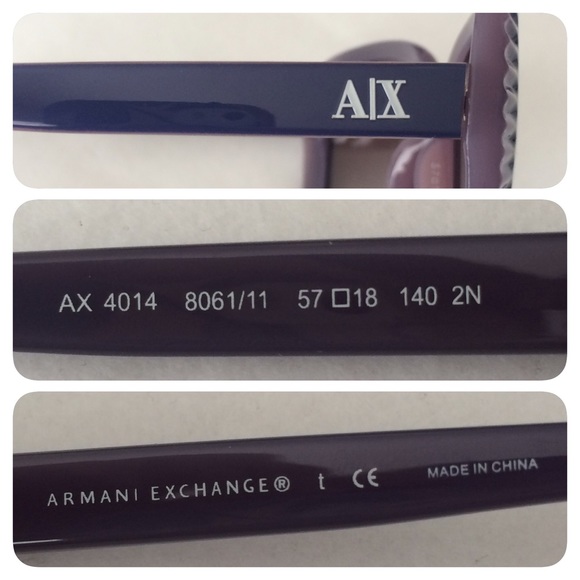 A|X
AX 4014 8061/11 57 □ 18 140 2N
ARMANI EXCHANGE® t CE MADE IN CHINA